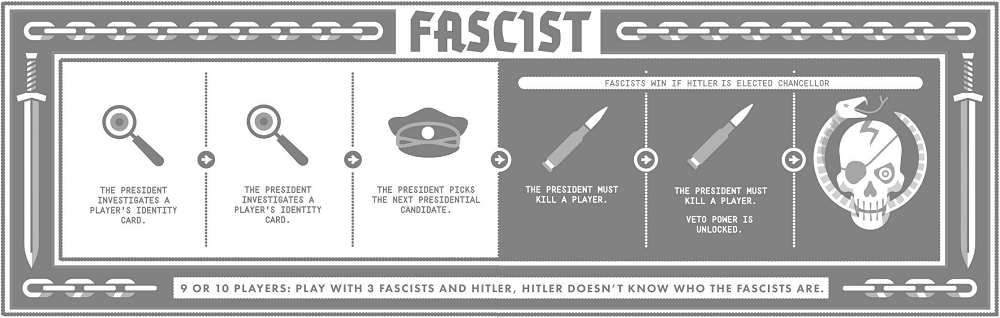 FASCIST
FASCISTS WIN IF HITLER IS ELECTED CHANCELLOR
THE PRESIDENT
INVESTIGATES A
PLAYER'S IDENTITY
CARD.
THE PRESIDENT
INVESTIGATES A
PLAYER'S IDENTITY
CARD.
THE PRESIDENT PICKS
THE NEXT PRESIDENTIAL
CANDIDATE.
THE PRESIDENT MUST
KILL A PLAYER.
THE PRESIDENT MUST
KILL A PLAYER.
VETO POWER IS
UNLOCKED.
9 OR 10 PLAYERS: PLAY WITH 3 FASCISTS AND HITLER, HITLER DOESN'T KNOW WHO THE FASCISTS ARE.